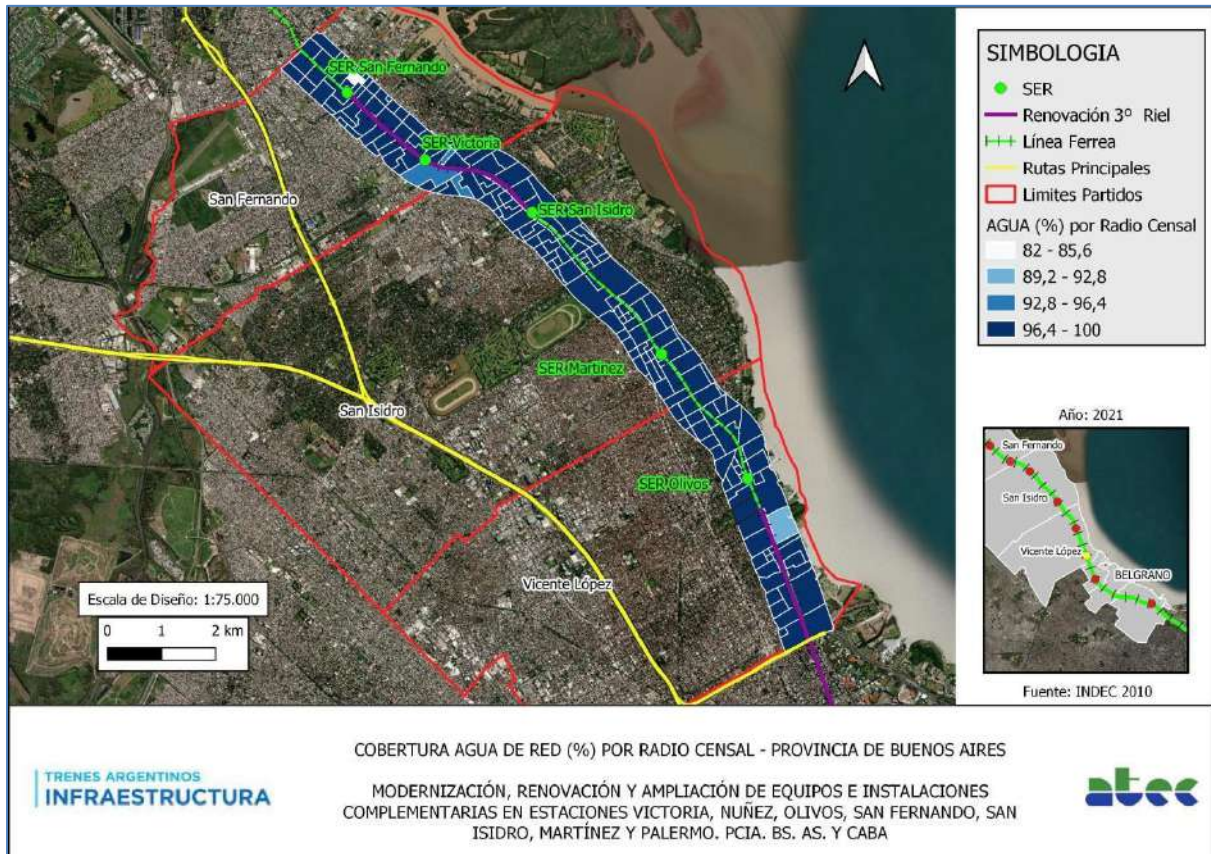 SER San Fernando
SER Victoria
San Fernando
SER San Isidro
SER Martinez
San Isidro
SER Olivos
Vicente López
Escala de Diseño: 1:75.000
0 1 2 km
SIMBOLOGIA
SER
Renovación 3º Riel
Línea Ferrea
Rutas Principales
Limites Partidos
AGUA (%) por Radio Censal
82 - 85,6
89,2 - 92,8
92,8 - 96,4
96,4 - 100
Año: 2021
San Fernando
San Isidro
Vicente López
BELGRANO
Fuente: INDEC 2010
TRENES ARGENTINOS
INFRAESTRUCTURA
COBERTURA AGUA DE RED (%) POR RADIO CENSAL - PROVINCIA DE BUENOS AIRES
MODERNIZACIÓN, RENOVACIÓN Y AMPLIACIÓN DE EQUIPOS E INSTALACIONES
COMPLEMENTARIAS EN ESTACIONES VICTORIA, NUÑEZ, OLIVOS, SAN FERNANDO, SAN
ISIDRO, MARTÍNEZ Y PALERMO. PCIA. BS. AS. Y CABA
atec